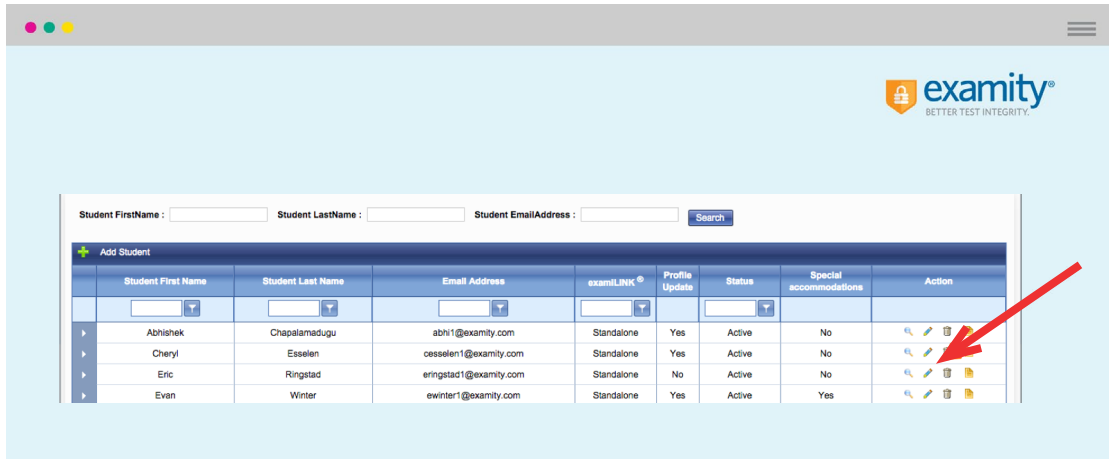 examity®
BETTER TEST INTEGRITY.
Student FirstName : Student LastName : Student EmailAddress : Search
Add Student
Student First Name Student Last Name Email Address examiLINK ® Profile Update Status Special accommodations Action
Abhishek Chapalamadugu abhi1@examity.com Standalone Yes Active No
Cheryl Esselen cesselen1@examity.com Standalone Yes Active No
Eric Ringstad eringstad1@examity.com Standalone No Active No
Evan Winter ewinter1@examity.com Standalone Yes Active Yes